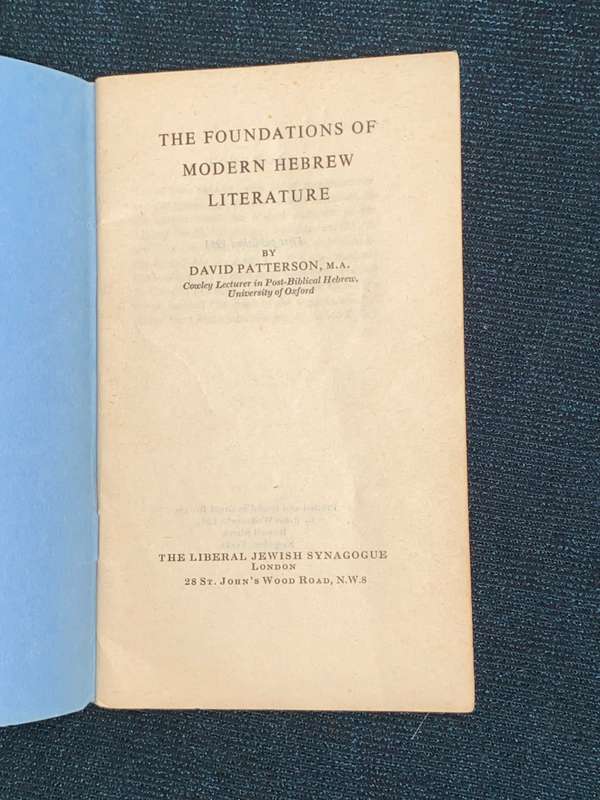 THE FOUNDATIONS OF
MODERN HEBREW
LITERATURE
BY
DAVID PATTERSON, M.A.
Cowley Lecturer in Post-Biblical Hebrew,
University of Oxford
THE LIBERAL JEWISH SYNAGOGUE
LONDON
28 ST. JOHN'S WOOD ROAD, N.W.8